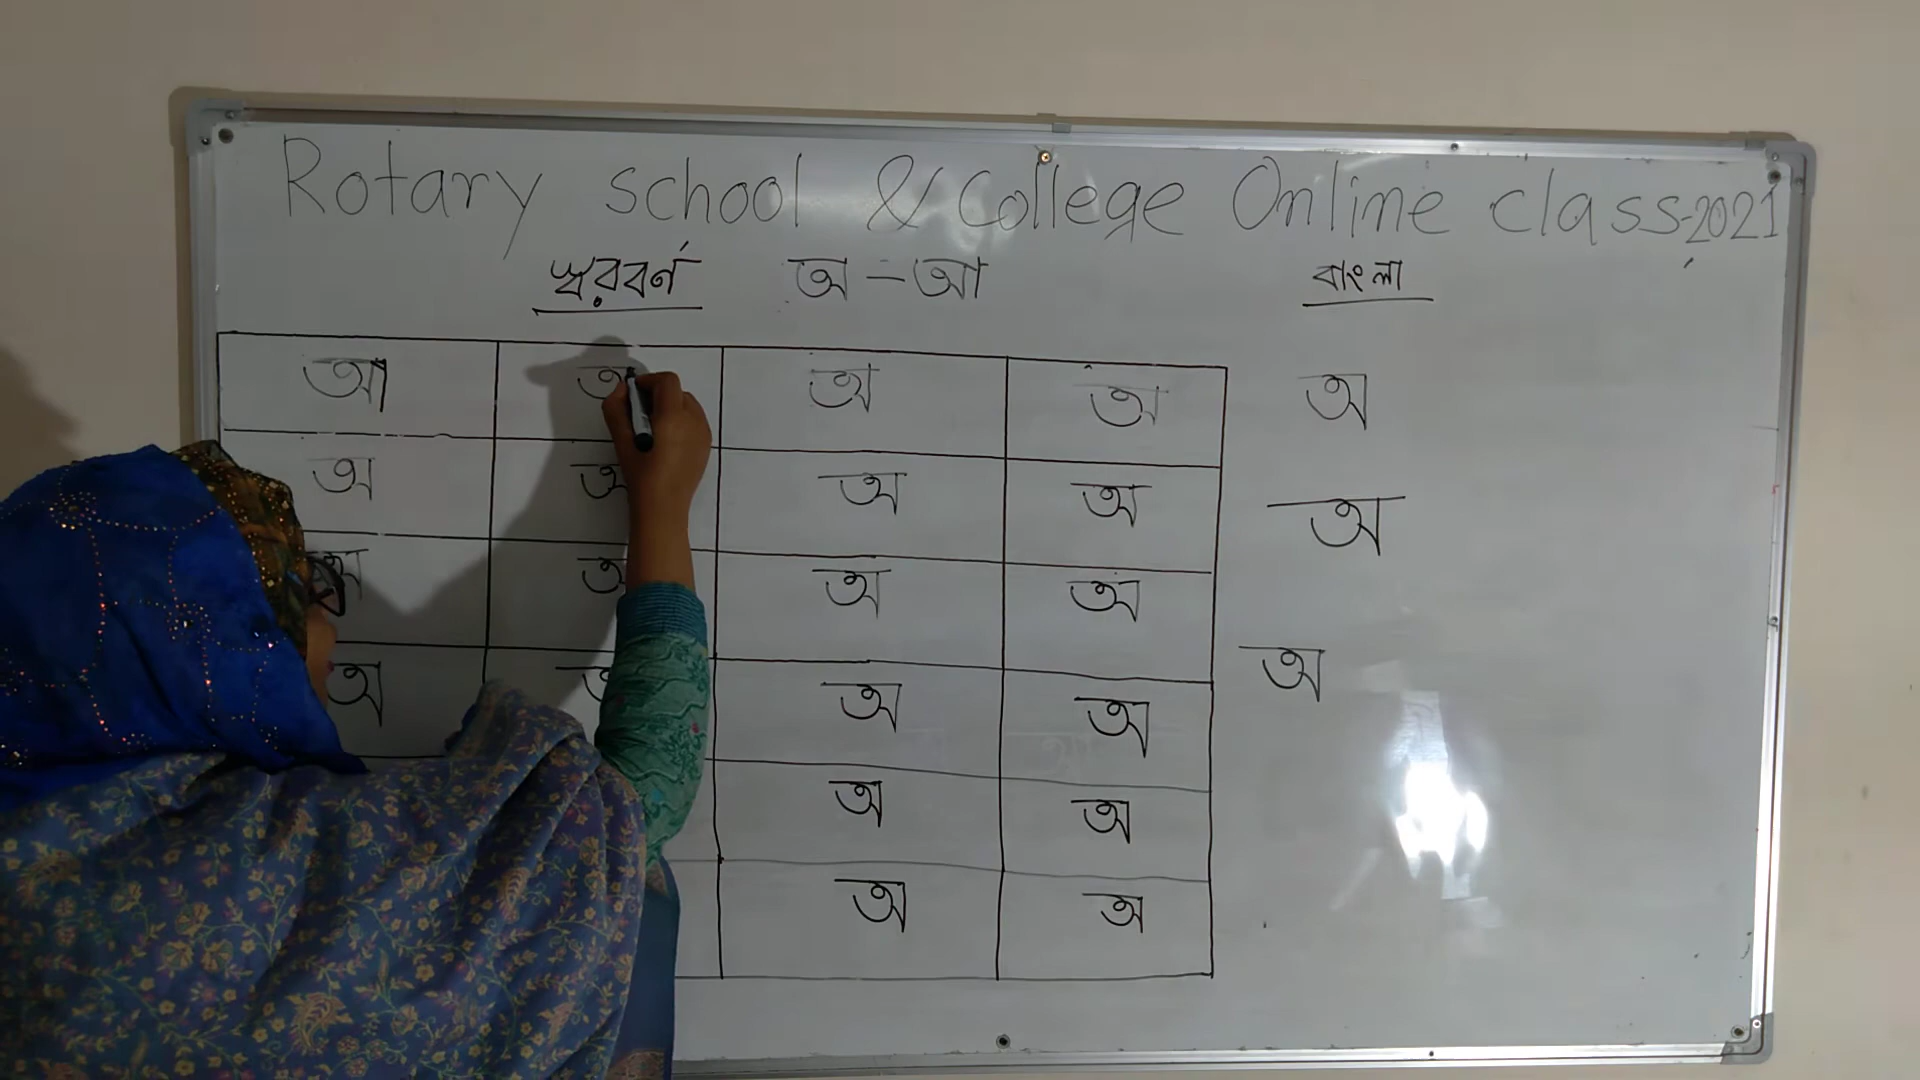 Rotary school & College Online class-2021
স্বরবর্ণ অ - আ বাংলা
আ অ অ অ অ
অ অ অ অ অ
অ অ অ
অ অ অ অ
অ অ
অ অ